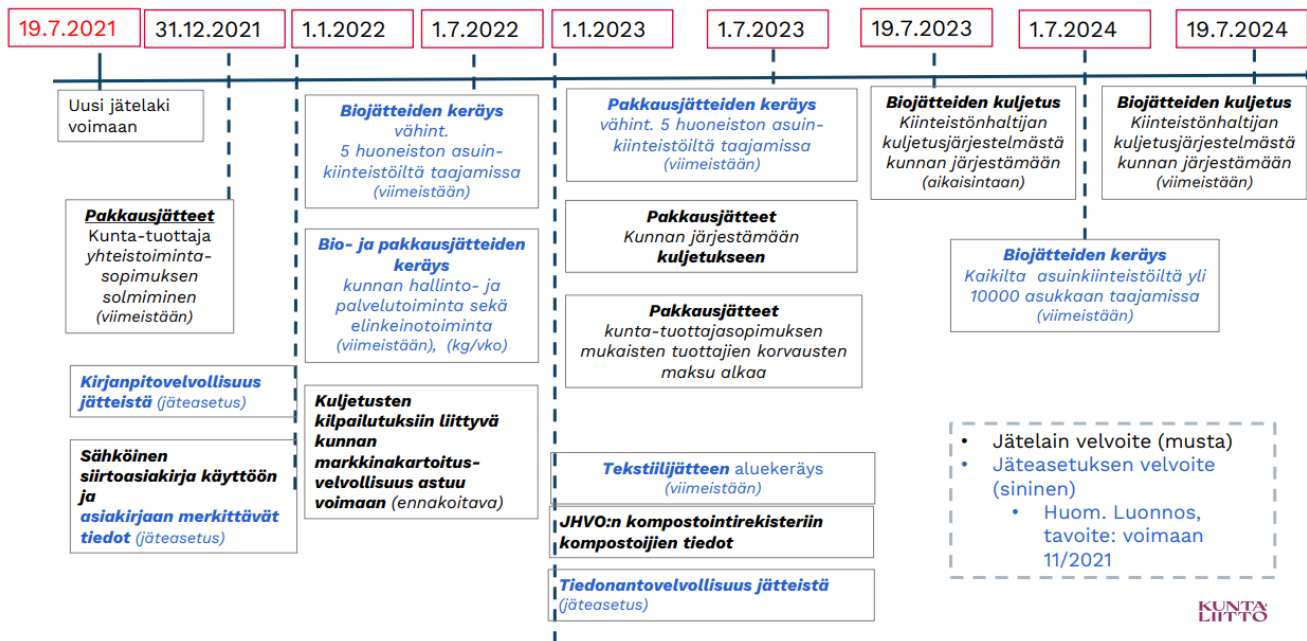 19.7.2021
31.12.2021
1.1.2022
1.7.2022
1.1.2023
1.7.2023
19.7.2023
1.7.2024
19.7.2024
Uusi jätelaki
voimaan
Pakkausjätteet
Kunta-tuottaja
yhteistoiminta-
sopimuksen
solmiminen
(viimeistään)
Kirjanpitovelvollisuus
jätteistä (jäteasetus)
Sähköinen
siirtoasiakirja käyttöön
ja
asiakirjaan merkittävät
tiedot (jäteasetus)
Biojätteiden keräys
vähint.
5 huoneiston asuin-
kiinteistöiltä taajamissa
(viimeistään)
Bio- ja pakkausjätteiden
keräys
kunnan hallinto- ja
palvelutoiminta sekä
elinkeinotoiminta
(viimeistään), (kg/vko)
Kuljetusten
kilpailutuksiin liittyvä
kunnan
markkinakartoitus-
velvollisuus astuu
voimaan (ennakoitava)
Pakkausjätteiden keräys
vähint. 5 huoneiston asuin-
kiinteistöiltä taajamissa
(viimeistään)
Pakkausjätteet
Kunnan järjestämään
kuljetukseen
Pakkausjätteet
kunta-tuottajasopimuksen
mukaisten tuottajien korvausten
maksu alkaa
Tekstiilijätteen aluekeräys
(viimeistään)
JHVO:n kompostointirekisteriin
kompostoijien tiedot
Tiedonantovelvollisuus jätteistä
(jäteasetus)
Biojätteiden kuljetus
Kiinteistönhaltijan
kuljetusjärjestelmästä
kunnan järjestämään
(aikaisintaan)
Biojätteiden kuljetus
Kiinteistönhaltijan
kuljetusjärjestelmästä
kunnan järjestämään
(viimeistään)
Biojätteiden keräys
Kaikilta asuinkiinteistöiltä yli
10000 asukkaan taajamissa
(viimeistään)
• Jätelain velvoite (musta)
• Jäteasetuksen velvoite
(sininen)
• Huom. Luonnos,
tavoite: voimaan
11/2021
KUNTA
LIITTO